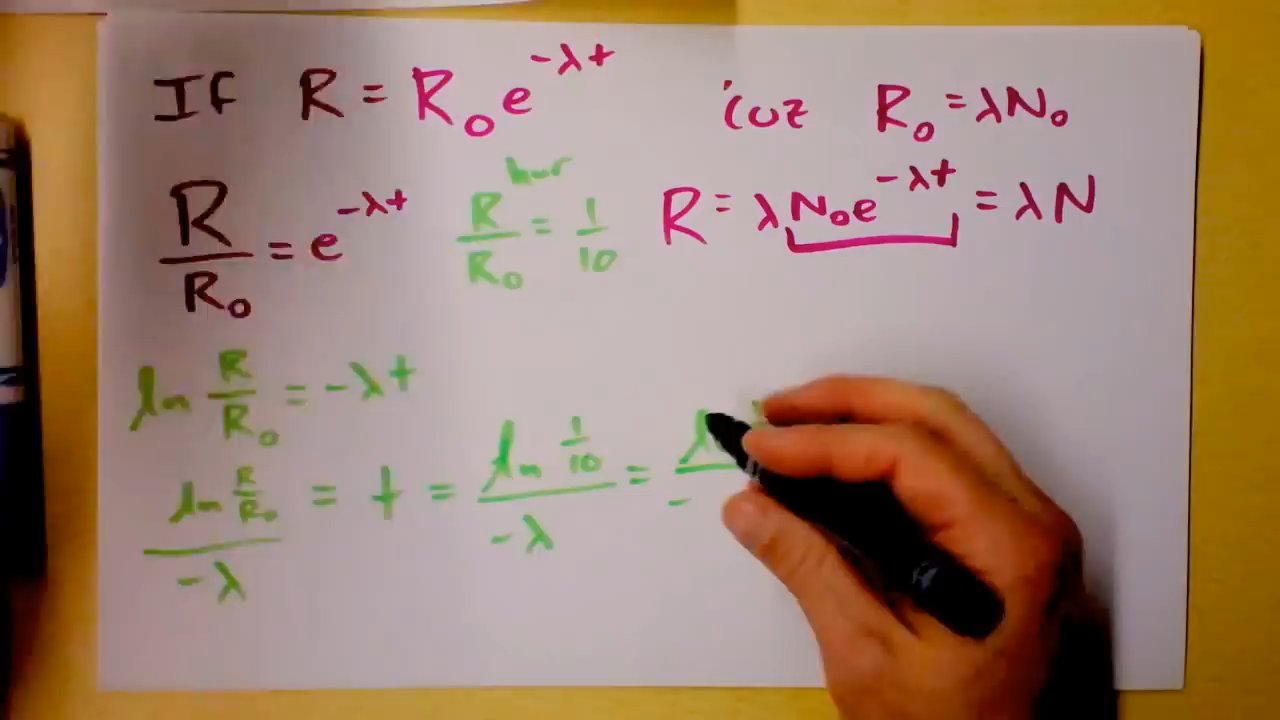 If R = R₀e^(-λt)
'cuz R₀ = λN₀
R/R₀ = e^(-λt)
R/R₀ = 1/10
R = λN₀e^(-λt) = λN
ln R/R₀ = -λt
(ln R/R₀)/(-λ) = t = (ln 1/10)/(-λ) =